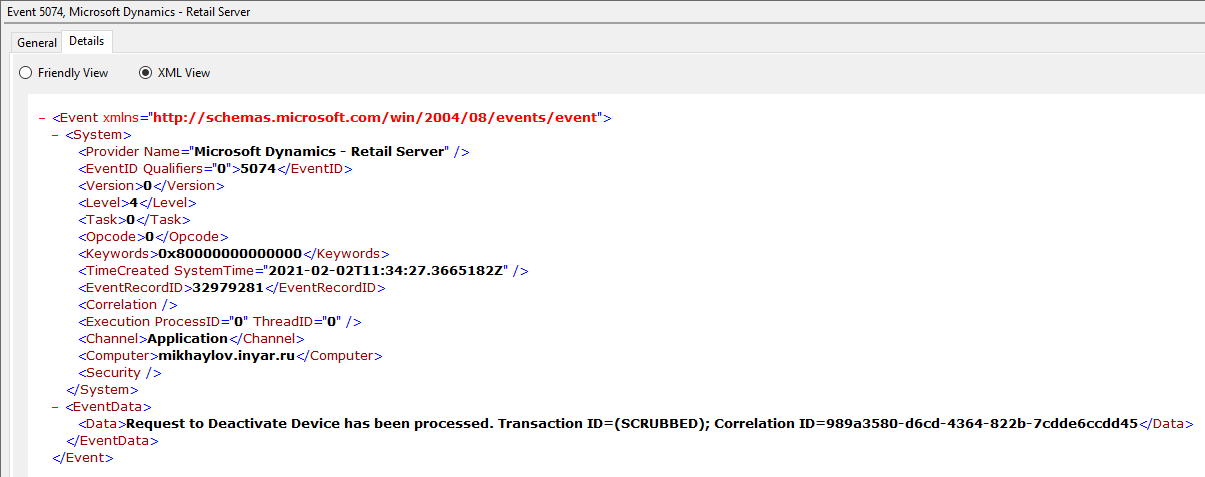 Event 5074, Microsoft Dynamics - Retail Server
General Details
Friendly View XML View
- <Event xmlns="http://schemas.microsoft.com/win/2004/08/events/event">
- <System>
<Provider Name="Microsoft Dynamics - Retail Server" />
<EventID Qualifiers="0">5074</EventID>
<Version>0</Version>
<Level>4</Level>
<Task>0</Task>
<Opcode>0</Opcode>
<Keywords>0x80000000000000</Keywords>
<TimeCreated SystemTime="2021-02-02T11:34:27.3665182Z" />
<EventRecordID>32979281</EventRecordID>
<Correlation />
<Execution ProcessID="0" ThreadID="0" />
<Channel>Application</Channel>
<Computer>mikhaylov.inyar.ru</Computer>
<Security />
</System>
- <EventData>
<Data>Request to Deactivate Device has been processed. Transaction ID=(SCRUBBED); Correlation ID=989a3580-d6cd-4364-822b-7cdde6ccdd45</Data>
</EventData>
</Event>